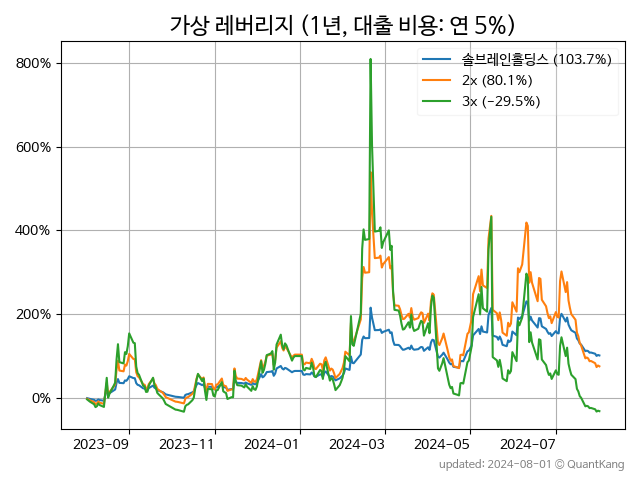 가상 레버리지 (1년, 대출 비용: 연 5%)
솔브레인홀딩스 (103.7%)
2x (80.1%)
3x (-29.5%)
800%
600%
400%
200%
0%
2023-09 2023-11 2024-01 2024-03 2024-05 2024-07
updated: 2024-08-01 © QuantKang